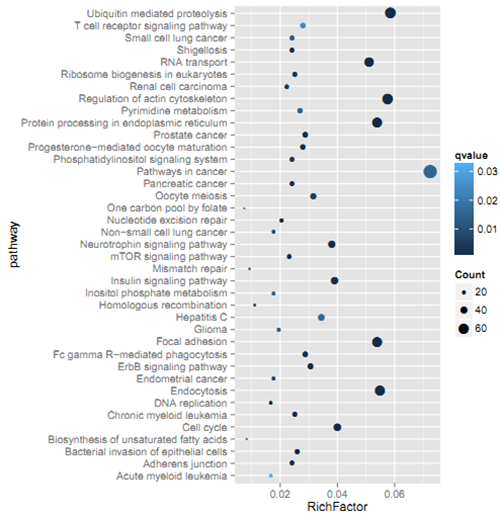 Ubiquitin mediated proteolysis
T cell receptor signaling pathway
Small cell lung cancer
Shigellosis
RNA transport
Ribosome biogenesis in eukaryotes
Renal cell carcinoma
Regulation of actin cytoskeleton
Pyrimidine metabolism
Protein processing in endoplasmic reticulum
Prostate cancer
Progesterone-mediated oocyte maturation
Phosphatidylinositol signaling system
Pathways in cancer
Pancreatic cancer
Oocyte meiosis
One carbon pool by folate
Nucleotide excision repair
Non-small cell lung cancer
Neurotrophin signaling pathway
mTOR signaling pathway
Mismatch repair
Insulin signaling pathway
Inositol phosphate metabolism
Homologous recombination
Hepatitis C
Glioma
Focal adhesion
Fc gamma R-mediated phagocytosis
ErbB signaling pathway
Endometrial cancer
Endocytosis
DNA replication
Chronic myeloid leukemia
Cell cycle
Biosynthesis of unsaturated fatty acids
Bacterial invasion of epithelial cells
Adherens junction
Acute myeloid leukemia
pathway
0.02 0.04 0.06
RichFactor
qvalue
0.03
0.02
0.01
Count
20
40
60